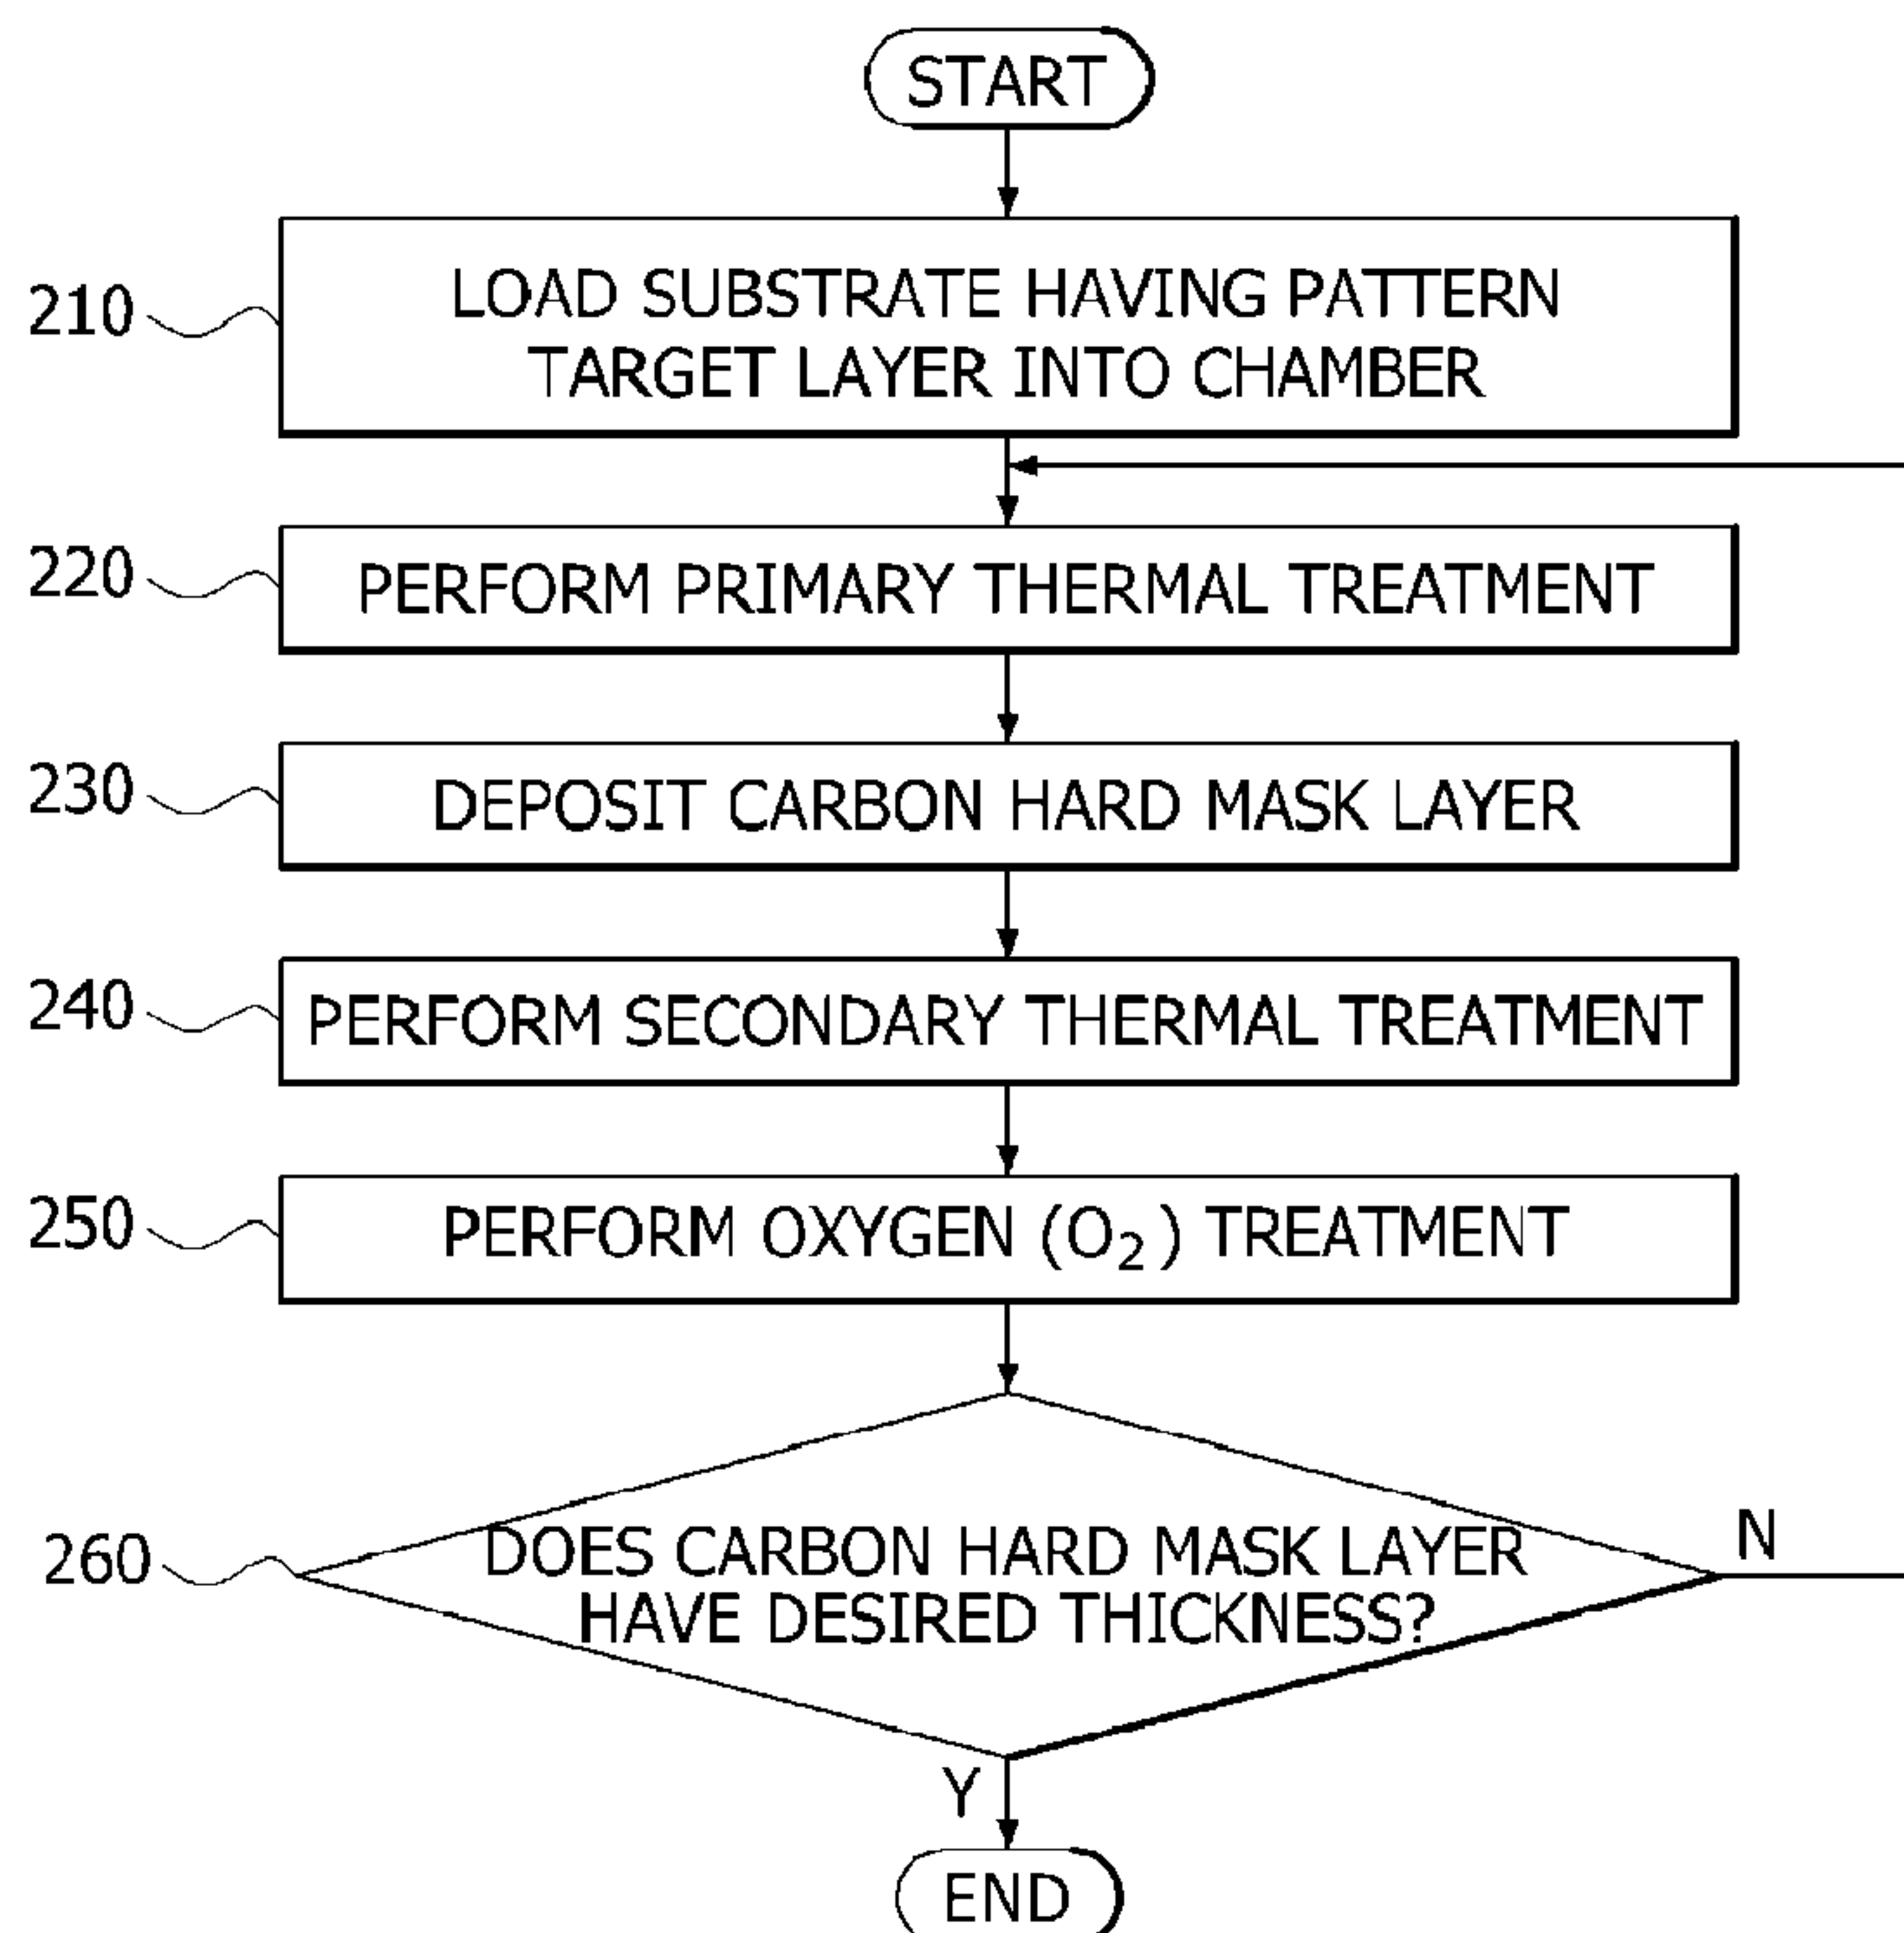 START
210
LOAD SUBSTRATE HAVING PATTERN
TARGET LAYER INTO CHAMBER
220
PERFORM PRIMARY THERMAL TREATMENT
230
DEPOSIT CARBON HARD MASK LAYER
240
PERFORM SECONDARY THERMAL TREATMENT
250
PERFORM OXYGEN (O₂) TREATMENT
260
DOES CARBON HARD MASK LAYER
HAVE DESIRED THICKNESS?
N
Y
END